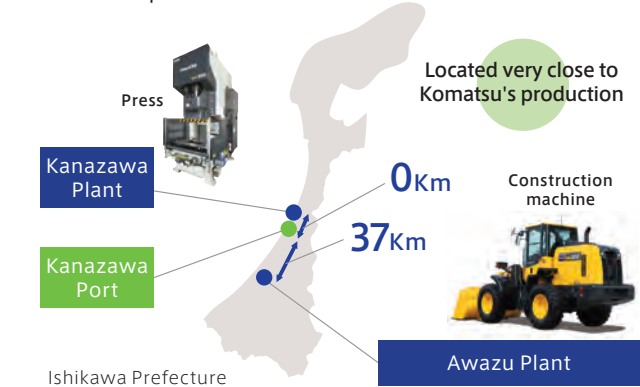 Located very close to
Komatsu's production
Press
Kanazawa
Plant
0Km
Construction
machine
37Km
Kanazawa
Port
Awazu Plant
Ishikawa Prefecture